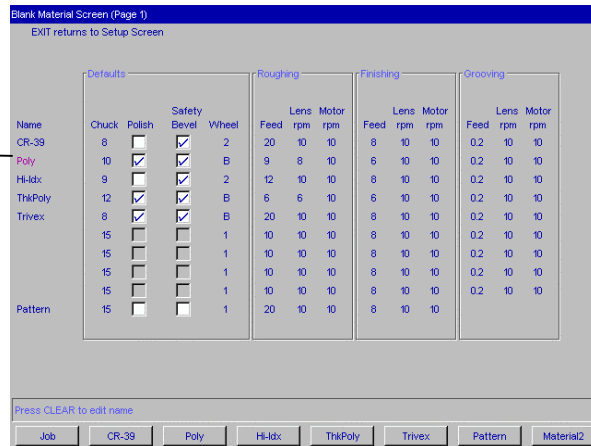 Blank Material Screen (Page 1)
EXIT returns to Setup Screen
Defaults Roughing Finishing Grooving
Safety Lens Motor Lens Motor Lens Motor
Name Chuck Polish Bevel Wheel Feed rpm rpm Feed rpm rpm Feed rpm rpm
CR-39 8 2 20 10 10 8 10 10 0.2 10 10
Poly 10 B 9 8 10 6 10 10 0.2 10 10
Hi-Idx 9 2 12 10 10 8 10 10 0.2 10 10
ThkPoly 12 B 6 6 10 6 10 10 0.2 10 10
Trivex 8 B 20 10 10 8 10 10 0.2 10 10
15 1 10 10 10 8 10 10 0.2 10 10
15 1 10 10 10 8 10 10 0.2 10 10
15 1 10 10 10 8 10 10 0.2 10 10
15 1 10 10 10 8 10 10 0.2 10 10
Pattern 15 1 20 10 10 8 10 10
Press CLEAR to edit name
Job CR-39 Poly Hi-Idx ThkPoly Trivex Pattern Material2